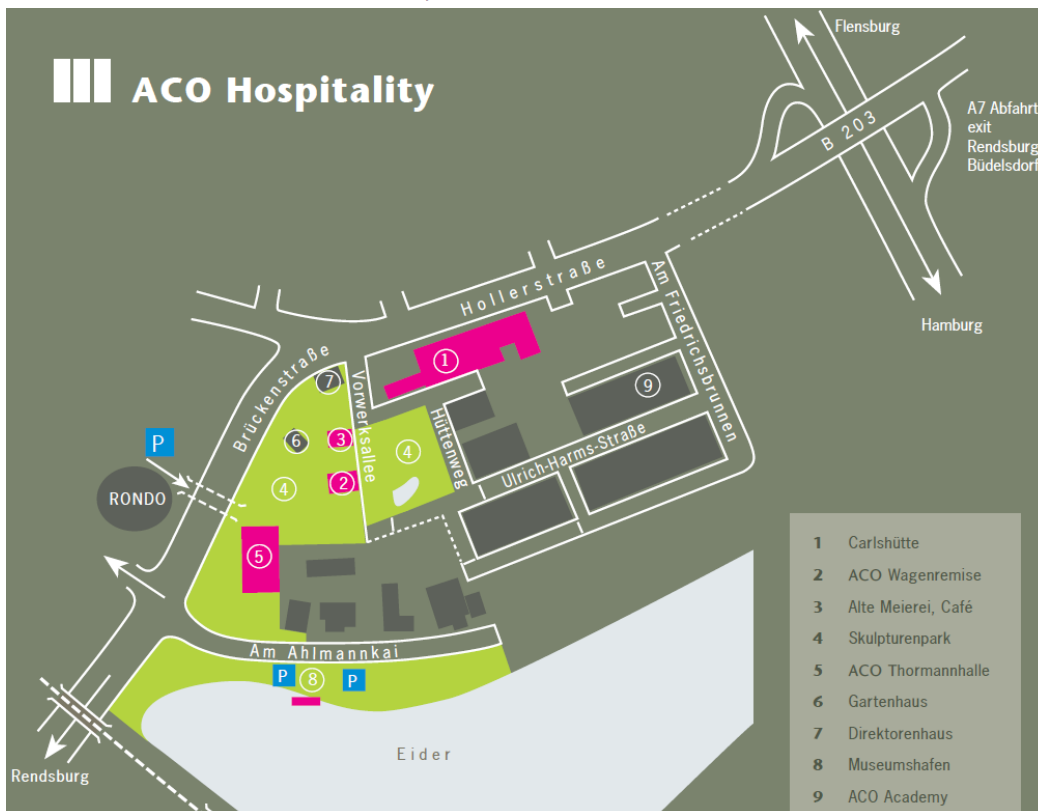 ACO Hospitality
Flensburg
B 203
A7 Abfahrt
exit
Rendsburg
Büdelsdorf
Hamburg
Hollerstraße
Am Friedrichsbrunnen
Brückenstraße
Vorwerksallee
Hüttenweg
Ulrich-Harms-Straße
1
7
9
3
6
4
2
4
P
RONDO
5
Am Ahlmannkai
P
8
P
Eider
Rendsburg
1 Carlshütte
2 ACO Wagenremise
3 Alte Meierei, Café
4 Skulpturenpark
5 ACO Thormannhalle
6 Gartenhaus
7 Direktorenhaus
8 Museumshafen
9 ACO Academy